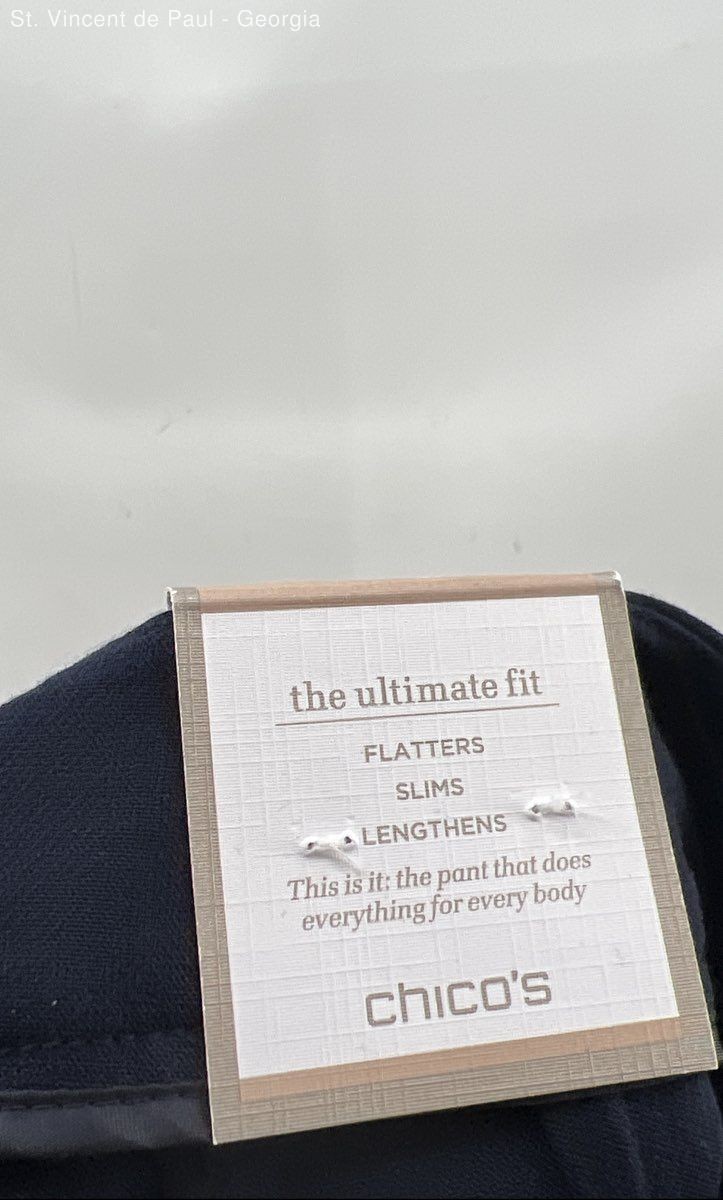 St. Vincent de Paul - Georgia
the ultimate fit
FLATTERS
SLIMS
LENGTHENS
This is it: the pant that does
everything for every body
chico's